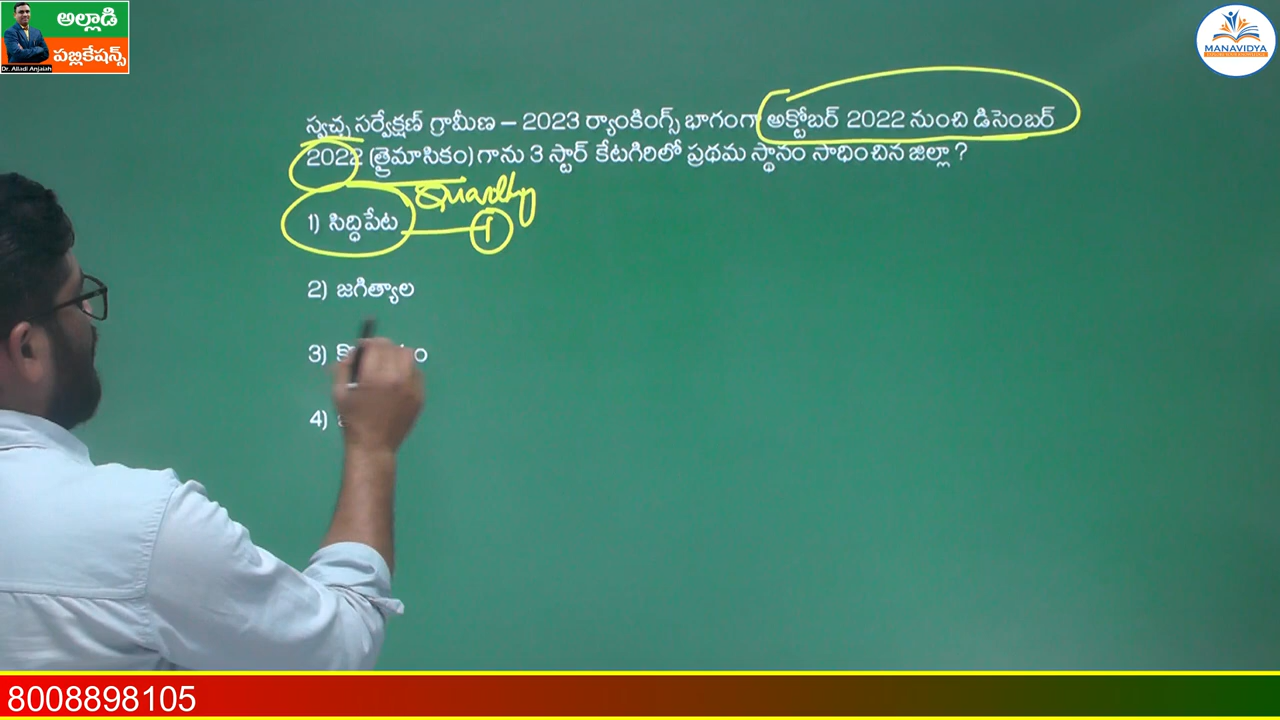 అల్లాడి
పబ్లికేషన్స్
Dr. Alladi Anjaiah
MANAVIDYA
స్వచ్ఛ సర్వేక్షణ్ గ్రామీణ – 2023 ర్యాంకింగ్స్ భాగంగా అక్టోబర్ 2022 నుంచి డిసెంబర్
2022 (త్రైమాసికం) గాను 3 స్టార్ కేటగిరిలో ప్రథమ స్థానం సాధించిన జిల్లా ?
1) సిద్ధిపేట
1
2) జగిత్యాల
3)
4)
8008898105